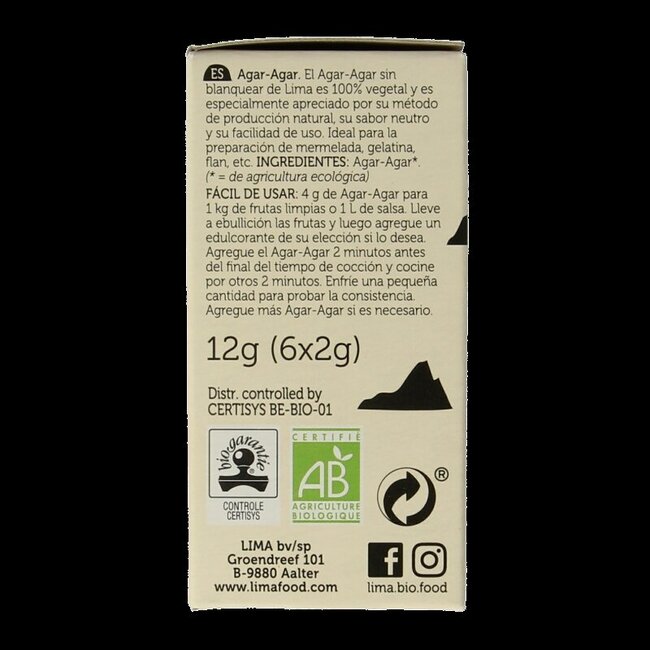 ES Agar-Agar. El Agar-Agar sin
blanquear de Lima es 100% vegetal y es
especialmente apreciado por su método
de producción natural, su sabor neutro
y su facilidad de uso. Ideal para la
preparación de mermelada, gelatina,
flan, etc. INGREDIENTES: Agar-Agar*.
(* = de agricultura ecológica)
FÁCIL DE USAR: 4 g de Agar-Agar para
1 kg de frutas limpias o 1 L de salsa. Lleve
a ebullición las frutas y luego agregue un
edulcorante de su elección si lo desea.
Agregue el Agar-Agar 2 minutos antes
del final del tiempo de cocción y cocine
por otros 2 minutos. Enfríe una pequeña
cantidad para probar la consistencia.
Agregue más Agar-Agar si es necesario.
12g (6x2g)
Distr. controlled by
CERTISYS BE-BIO-01
biogarantie
®
CONTROLE
CERTISYS
CERTIFIÉ
AB
AGRICULTURE
BIOLOGIQUE
®
LIMA bv/sp
Groendreef 101
B-9880 Aalter
www.limafood.com
f
lima.bio.food